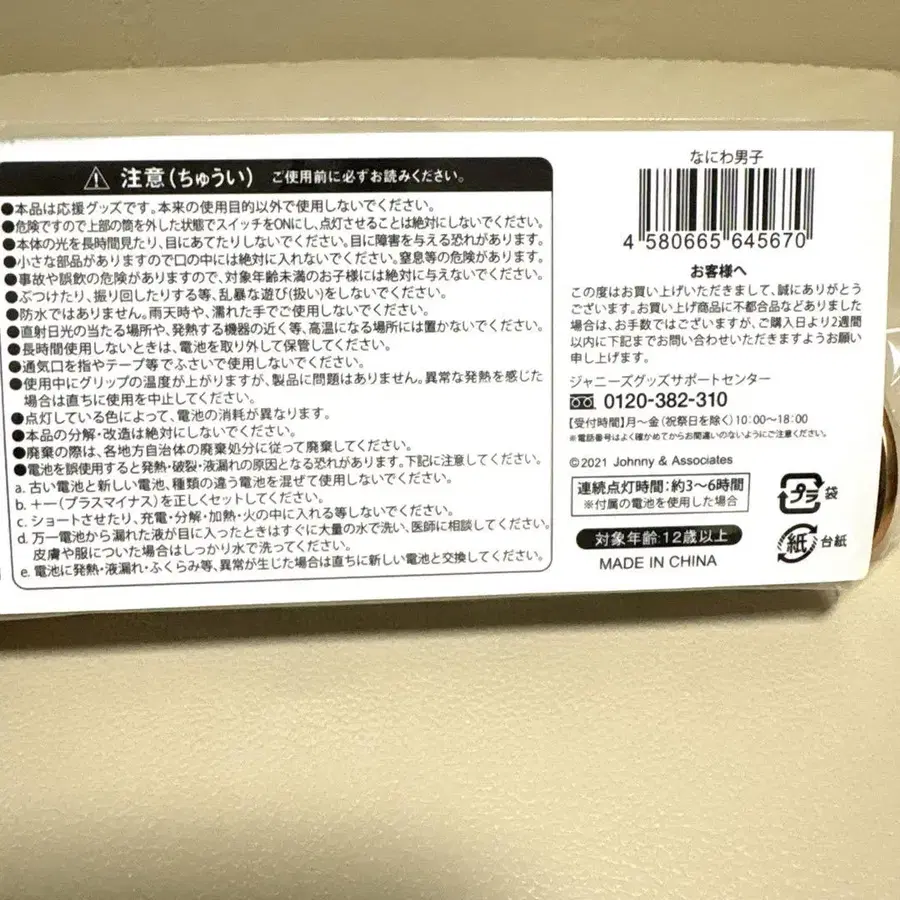 注意(ちゅうい) ご使用前に必ずお読みください。
●本品は応援グッズです。本来の使用目的以外で使用しないでください。
●危険ですので上部の筒を外した状態でスイッチをONにし、点灯させることは絶対にしないでください。
●本体の光を長時間見たり、目にあてたりしないでください。目に障害を与える恐れがあります。
●小さな部品がありますので口の中には絶対に入れないでください。窒息等の危険があります。
●事故や誤飲の危険がありますので、対象年齢未満のお子様には絶対に与えないでください。
●ぶつけたり、振り回したりする等、乱暴な遊び(扱い)をしないでください。
●防水ではありません。雨天時や、濡れた手でご使用しないでください。
●直射日光の当たる場所や、発熱する機器の近く等、高温になる場所には置かないでください。
●長時間使用しないときは、電池を取り外して保管してください。
●通気口を指やテープ等でふさいで使用しないでください。
●使用中にグリップの温度が上がりますが、製品に問題はありません。異常な発熱を感じた
場合は直ちに使用を中止してください。
●点灯している色によって、電池の消耗が異なります。
●本品の分解・改造は絶対にしないでください。
●廃棄の際は、各地方自治体の廃棄処分に従って廃棄してください。
●電池を誤使用すると発熱・破裂・液漏れの原因となる恐れがあります。下記に注意してください。
a. 古い電池と新しい電池、種類の違う電池を混ぜて使用しないでください。
b. +ー(プラスマイナス)を正しくセットしてください。
c. ショートさせたり、充電・分解・加熱・火の中に入れる等しないでください。
d. 万一電池から漏れた液が目に入ったときはすぐに大量の水で洗い、医師に相談してください。
皮膚や服についた場合はしっかり水で洗ってください。
e. 電池に発熱・液漏れ・ふくらみ等、異常が生じた場合は直ちに新しい電池と交換してください。
なにわ男子
4 580665 645670
お客様へ
この度はお買い上げいただきまして、誠にありがとう
ございます。お買い上げ商品に不都合品などありました
場合は、お手数ではございますが、ご購入日より2週間
以内に下記までお問い合わせいただきますようお願い
申し上げます。
ジャニーズグッズサポートセンター
0120-382-310
【受付時間】月〜金(祝祭日を除く)10:00〜18:00
※電話番号はよく確かめてからお間違いのないようにご注意ください。
©2021 Johnny & Associates
連続点灯時間:約3〜6時間
※付属の電池を使用した場合
対象年齢:12歳以上
MADE IN CHINA
プラ 袋
紙 台紙